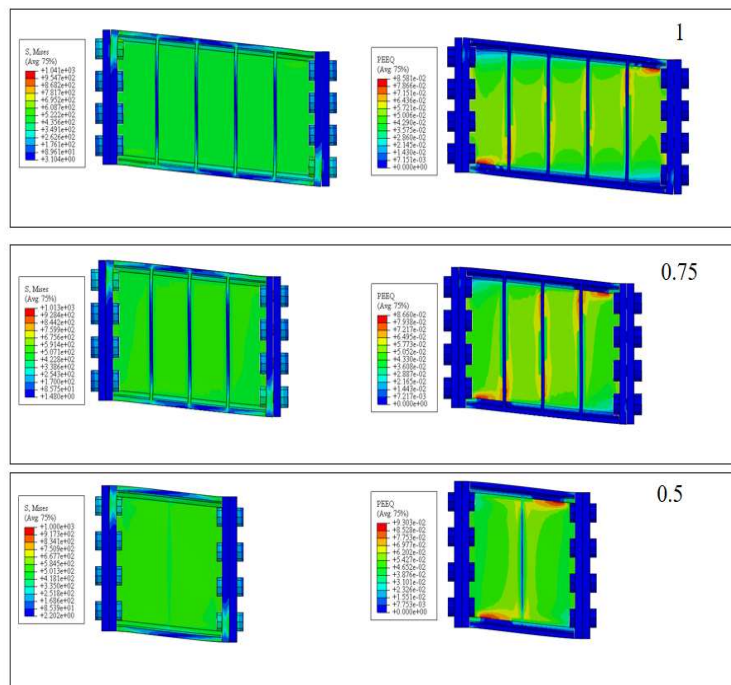 1
S, Mises
(Avg 75%)
+1.041e+03
+9.547e+02
+8.682e+02
+7.817e+02
+6.952e+02
+6.087e+02
+5.222e+02
+4.356e+02
+3.491e+02
+2.626e+02
+1.761e+02
+8.961e+01
+3.104e+00
PEEQ
(Avg 75%)
+8.581e-02
+7.866e-02
+7.151e-02
+6.436e-02
+5.721e-02
+5.006e-02
+4.290e-02
+3.575e-02
+2.860e-02
+2.145e-02
+1.430e-02
+7.151e-03
+0.000e+00
0.75
S, Mises
(Avg 75%)
+1.013e+03
+9.284e+02
+8.442e+02
+7.599e+02
+6.756e+02
+5.914e+02
+5.071e+02
+4.228e+02
+3.386e+02
+2.543e+02
+1.700e+02
+8.575e+01
+1.480e+00
PEEQ
(Avg 75%)
+8.660e-02
+7.938e-02
+7.217e-02
+6.495e-02
+5.773e-02
+5.052e-02
+4.330e-02
+3.608e-02
+2.887e-02
+2.165e-02
+1.443e-02
+7.217e-03
+0.000e+00
0.5
S, Mises
(Avg 75%)
+1.000e+03
+9.173e+02
+8.341e+02
+7.509e+02
+6.677e+02
+5.845e+02
+5.013e+02
+4.181e+02
+3.350e+02
+2.518e+02
+1.686e+02
+8.539e+01
+2.202e+00
PEEQ
(Avg 75%)
+9.303e-02
+8.528e-02
+7.753e-02
+6.977e-02
+6.202e-02
+5.427e-02
+4.652e-02
+3.876e-02
+3.101e-02
+2.326e-02
+1.551e-02
+7.753e-03
+0.000e+00